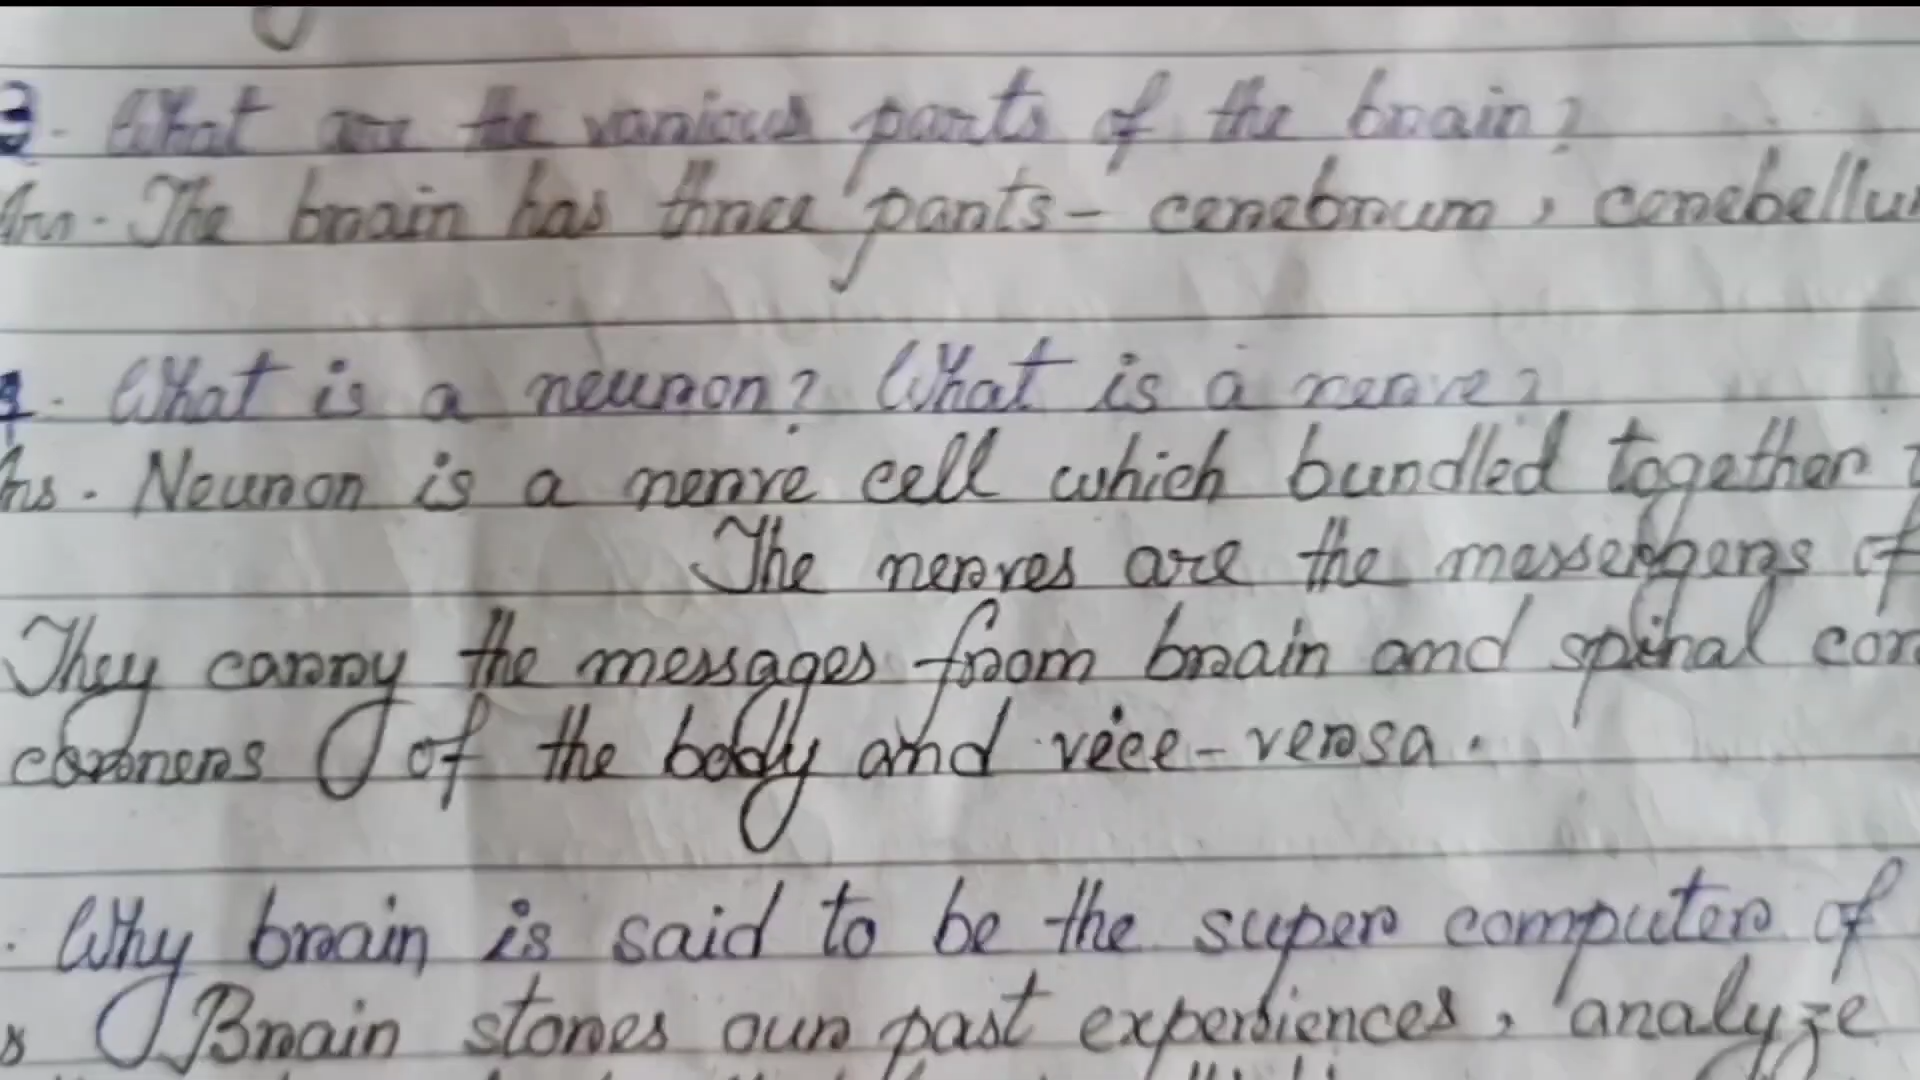 3. What are the various parts of the brain?
Ans. The brain has three parts - cerebrum, cerebellu
4. What is a neuron? What is a nerve?
Ans. Neuron is a nerve cell which bundled together
The nerves are the messengers of
They carry the messages from brain and spinal cor
corners of the body and vice-versa.
. Why brain is said to be the super computer of
s Brain stores our past experiences, analyze